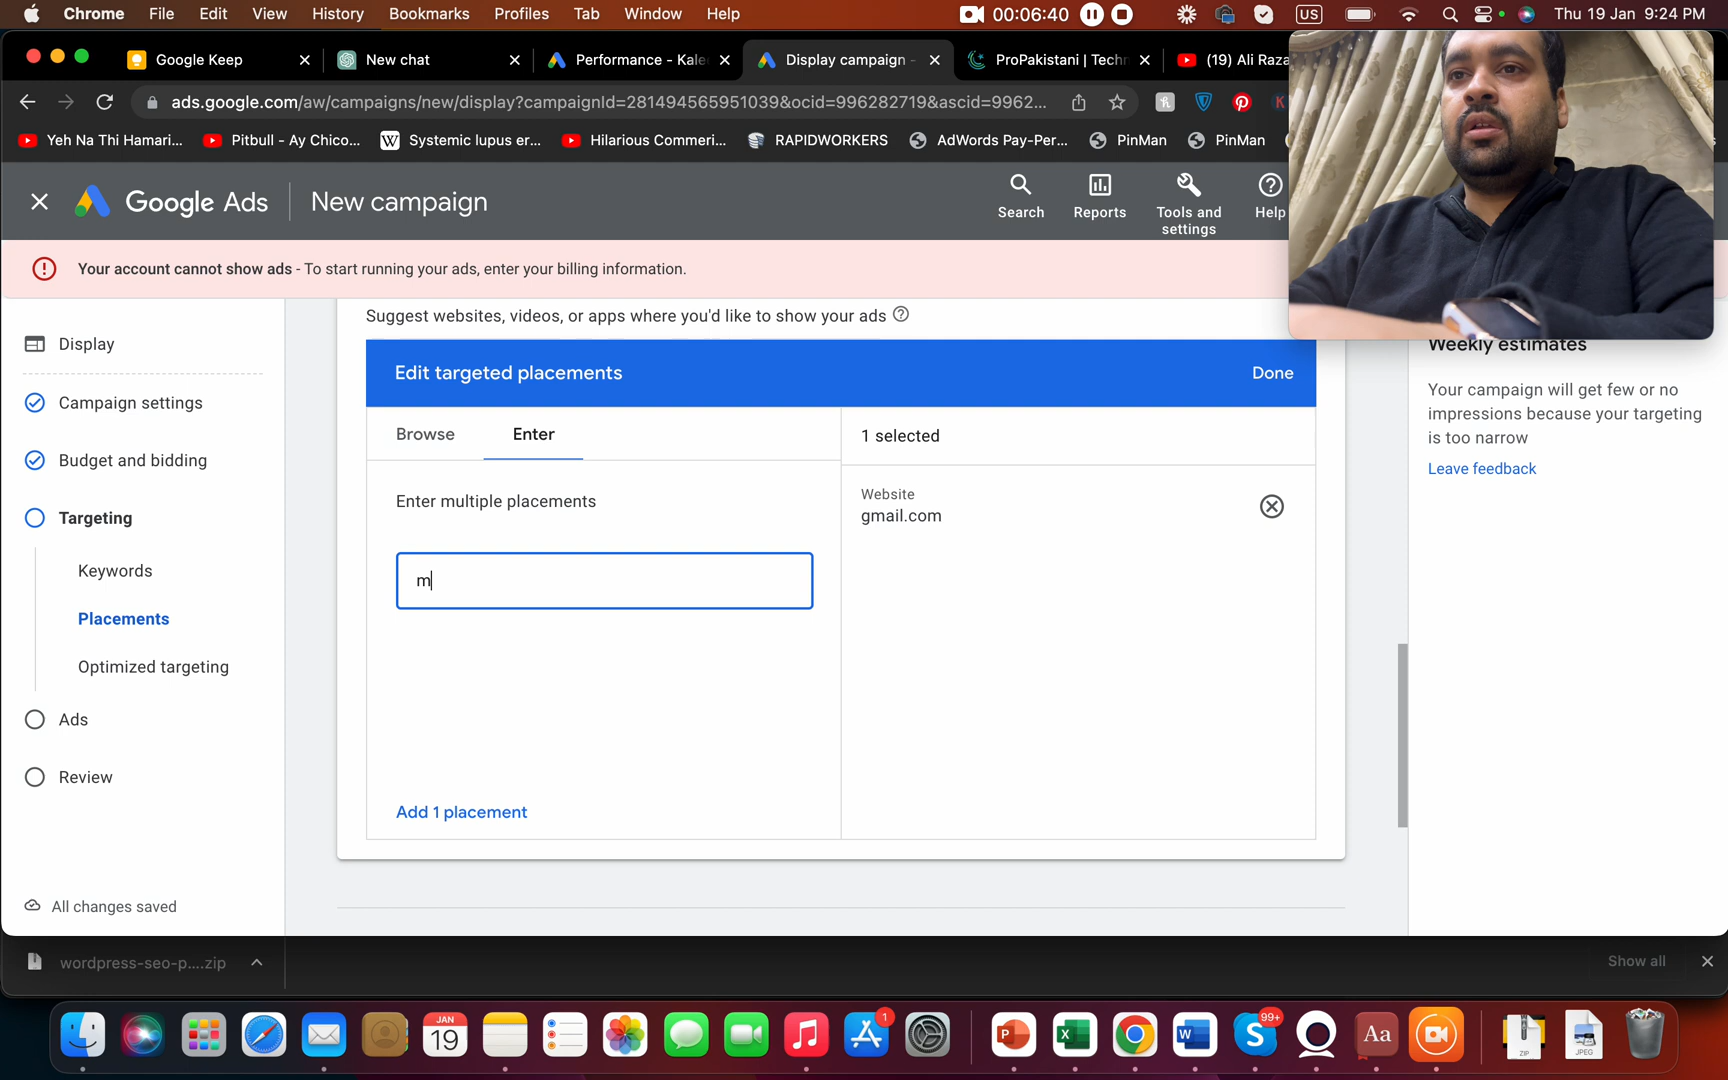 Chrome File Edit View History Bookmarks Profiles Tab Window Help 00:06:40 US Thu 19 Jan 9:24 PM
Google Keep New chat Performance - Kale Display campaign - ProPakistani | Techn (19) Ali Raza
ads.google.com/aw/campaigns/new/display?campaignId=281494565951039&ocid=996282719&ascid=9962...
Yeh Na Thi Hamari... Pitbull - Ay Chico... Systemic lupus er... Hilarious Commeri... RAPIDWORKERS AdWords Pay-Per... PinMan PinMan
Google Ads New campaign
Search Reports Tools and settings Help
Your account cannot show ads - To start running your ads, enter your billing information.
Display
Campaign settings
Budget and bidding
Targeting
Keywords
Placements
Optimized targeting
Ads
Review
All changes saved
Suggest websites, videos, or apps where you'd like to show your ads
Edit targeted placements Done
Browse Enter
Enter multiple placements
m
Add 1 placement
1 selected
Website
gmail.com
Weekly estimates
Your campaign will get few or no
impressions because your targeting
is too narrow
Leave feedback
wordpress-seo-p....zip Show all
JAN
19
1
99+
Aa
ZIP
JPEG